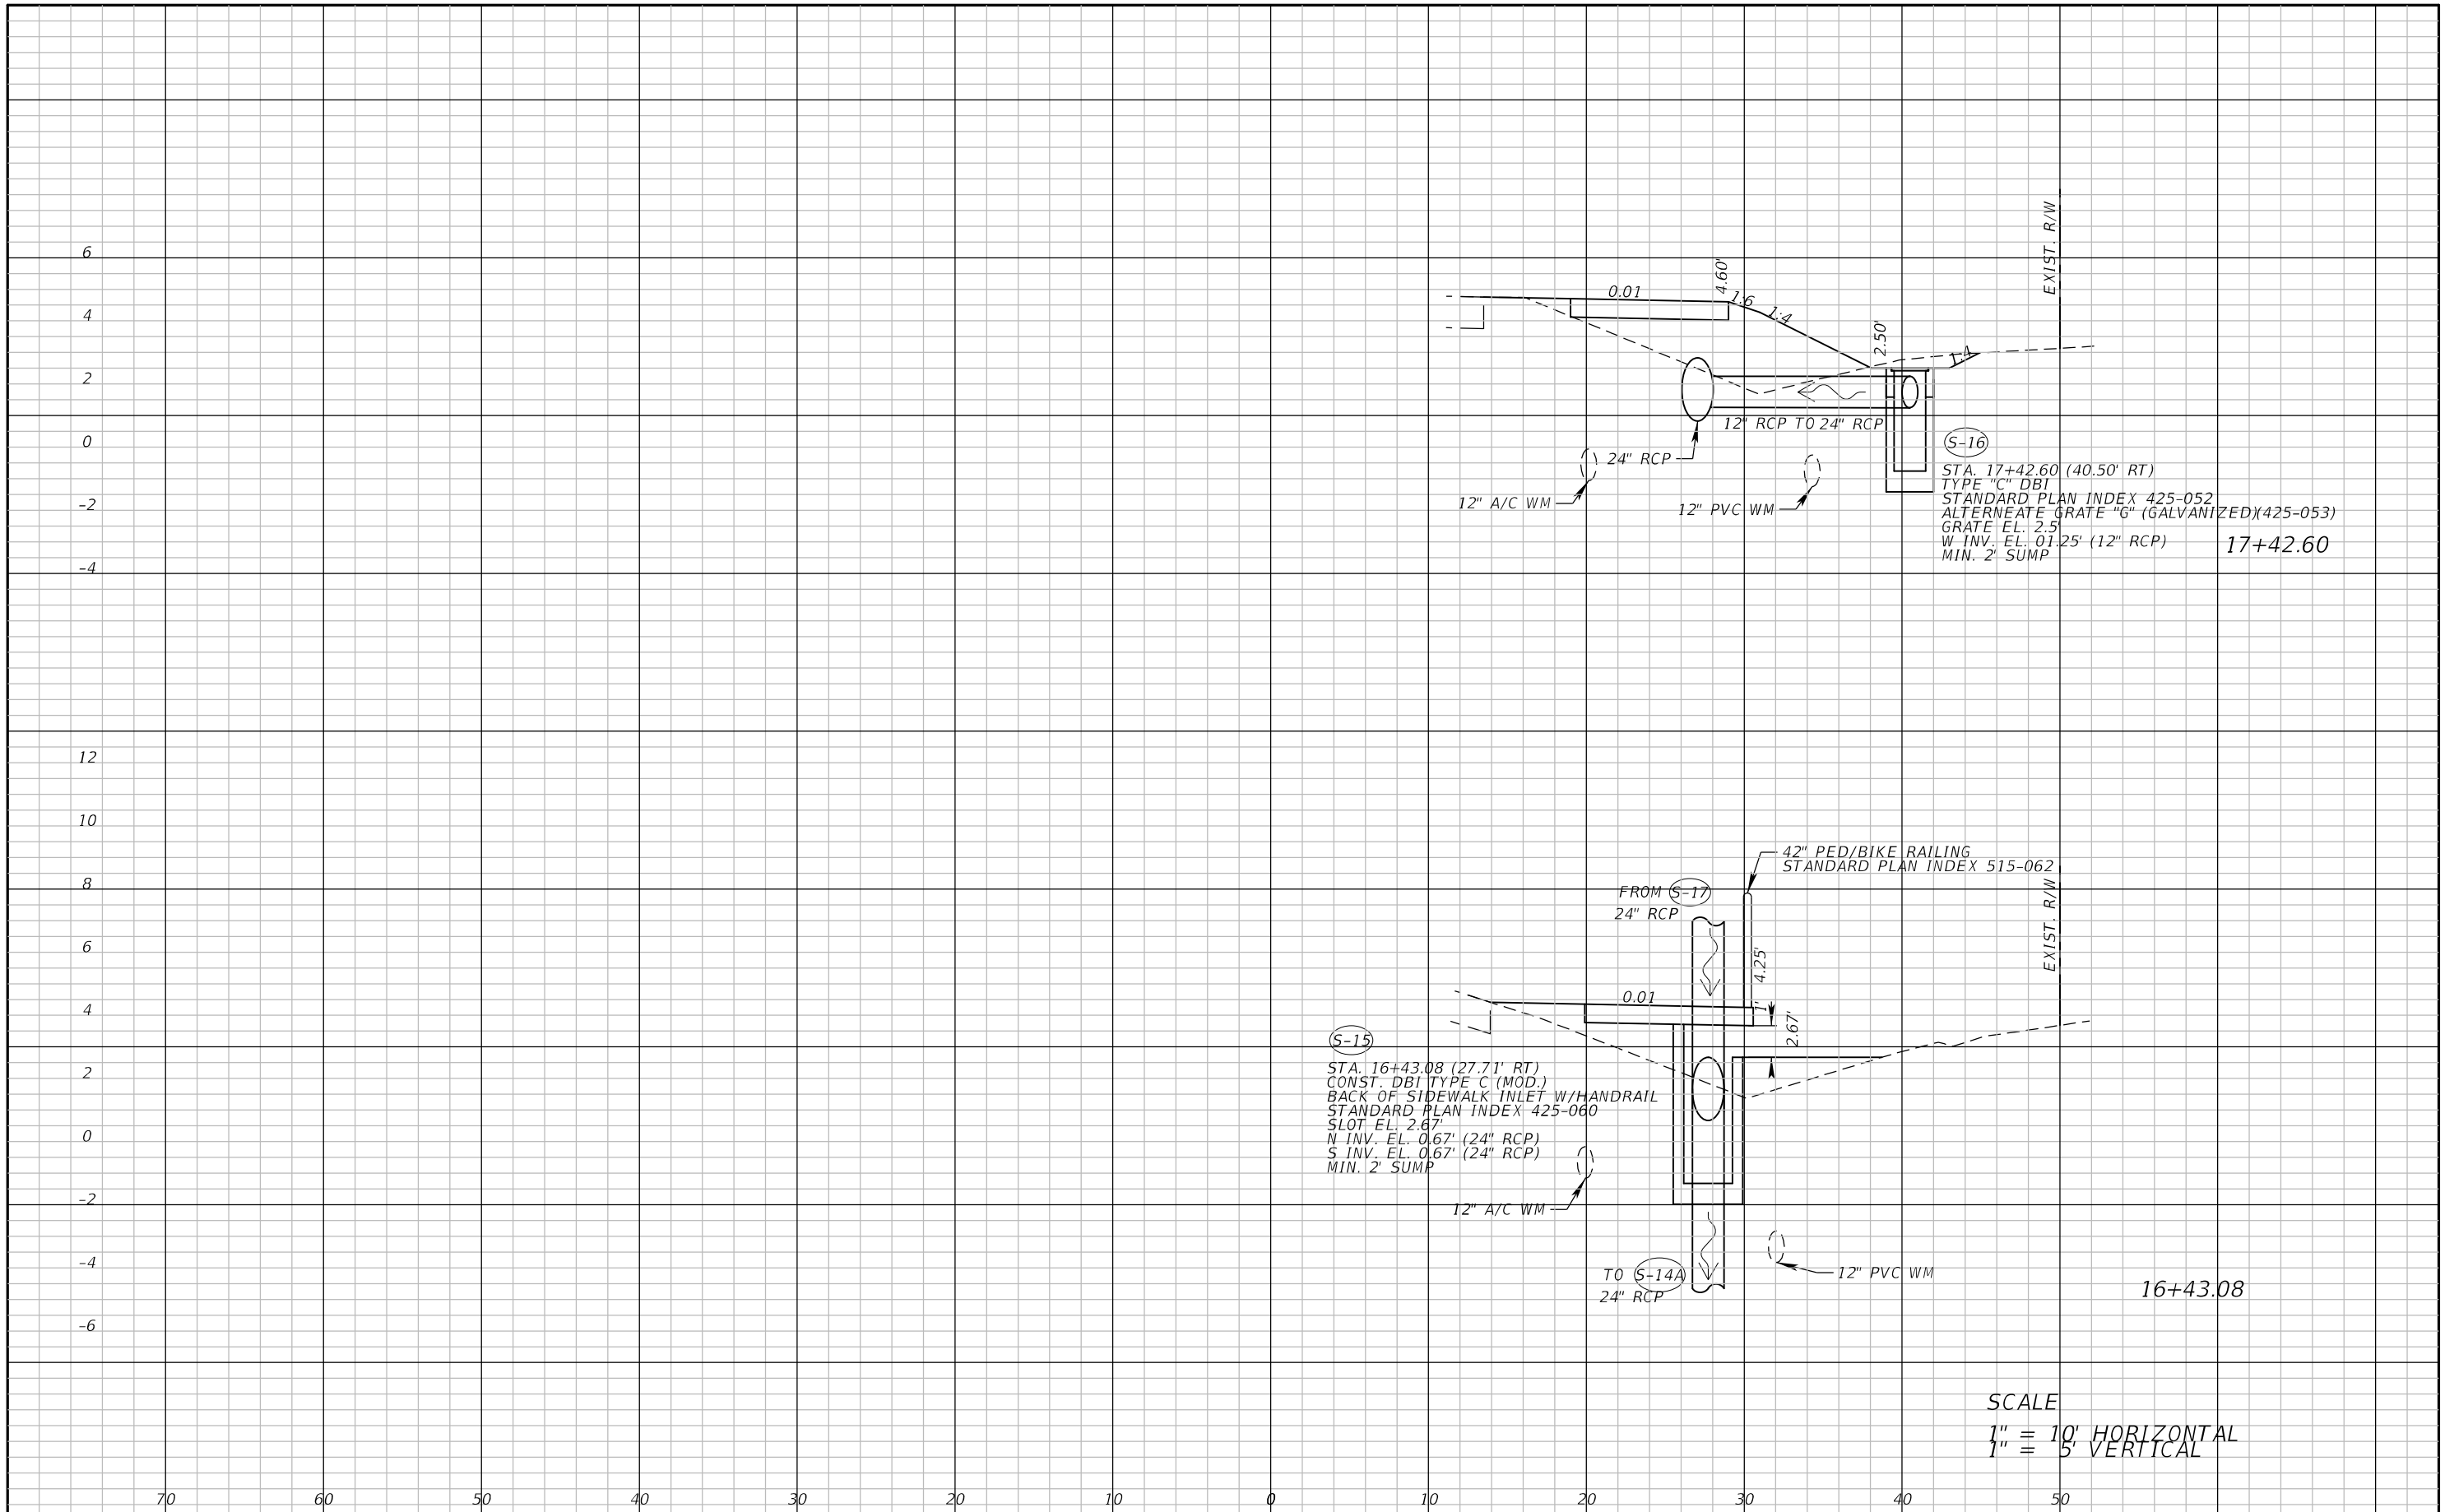 EXIST. R/W
6
4.60'
0.01
1:6
1:4
4
2.50'
1:4
2
12" RCP TO 24" RCP
0
S-16
24" RCP
STA. 17+42.60 (40.50' RT)
TYPE "C" DBI
STANDARD PLAN INDEX 425-052
ALTERNEATE GRATE "G" (GALVANIZED)(425-053)
GRATE EL. 2.5'
W INV. EL. 01.25' (12" RCP)
MIN. 2' SUMP
12" A/C WM
12" PVC WM
-2
17+42.60
-4
12
10
42" PED/BIKE RAILING
STANDARD PLAN INDEX 515-062
8
FROM S-17
24" RCP
EXIST. R/W
6
4.25'
0.01
1'
4
2.67'
S-15
STA. 16+43.08 (27.71' RT)
CONST. DBI TYPE C (MOD.)
BACK OF SIDEWALK INLET W/HANDRAIL
STANDARD PLAN INDEX 425-060
SLOT EL. 2.67'
N INV. EL. 0.67' (24" RCP)
S INV. EL. 0.67' (24" RCP)
MIN. 2' SUMP
2
0
-2
12" A/C WM
-4
TO S-14A
24" RCP
12" PVC WM
16+43.08
-6
SCALE
1" = 10' HORIZONTAL
1" = 5' VERTICAL
70 60 50 40 30 20 10 0 10 20 30 40 50